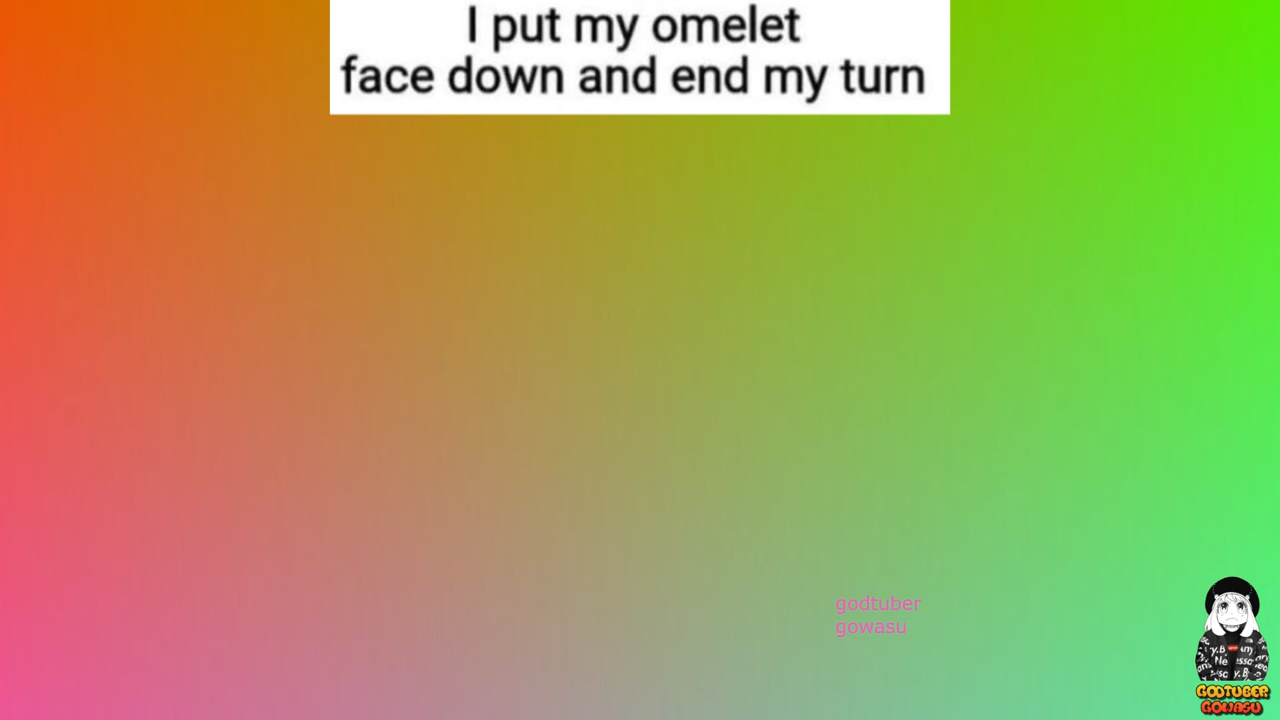 I put my omelet
face down and end my turn
godtuber
gowasu
GODTUBER
GOWASU